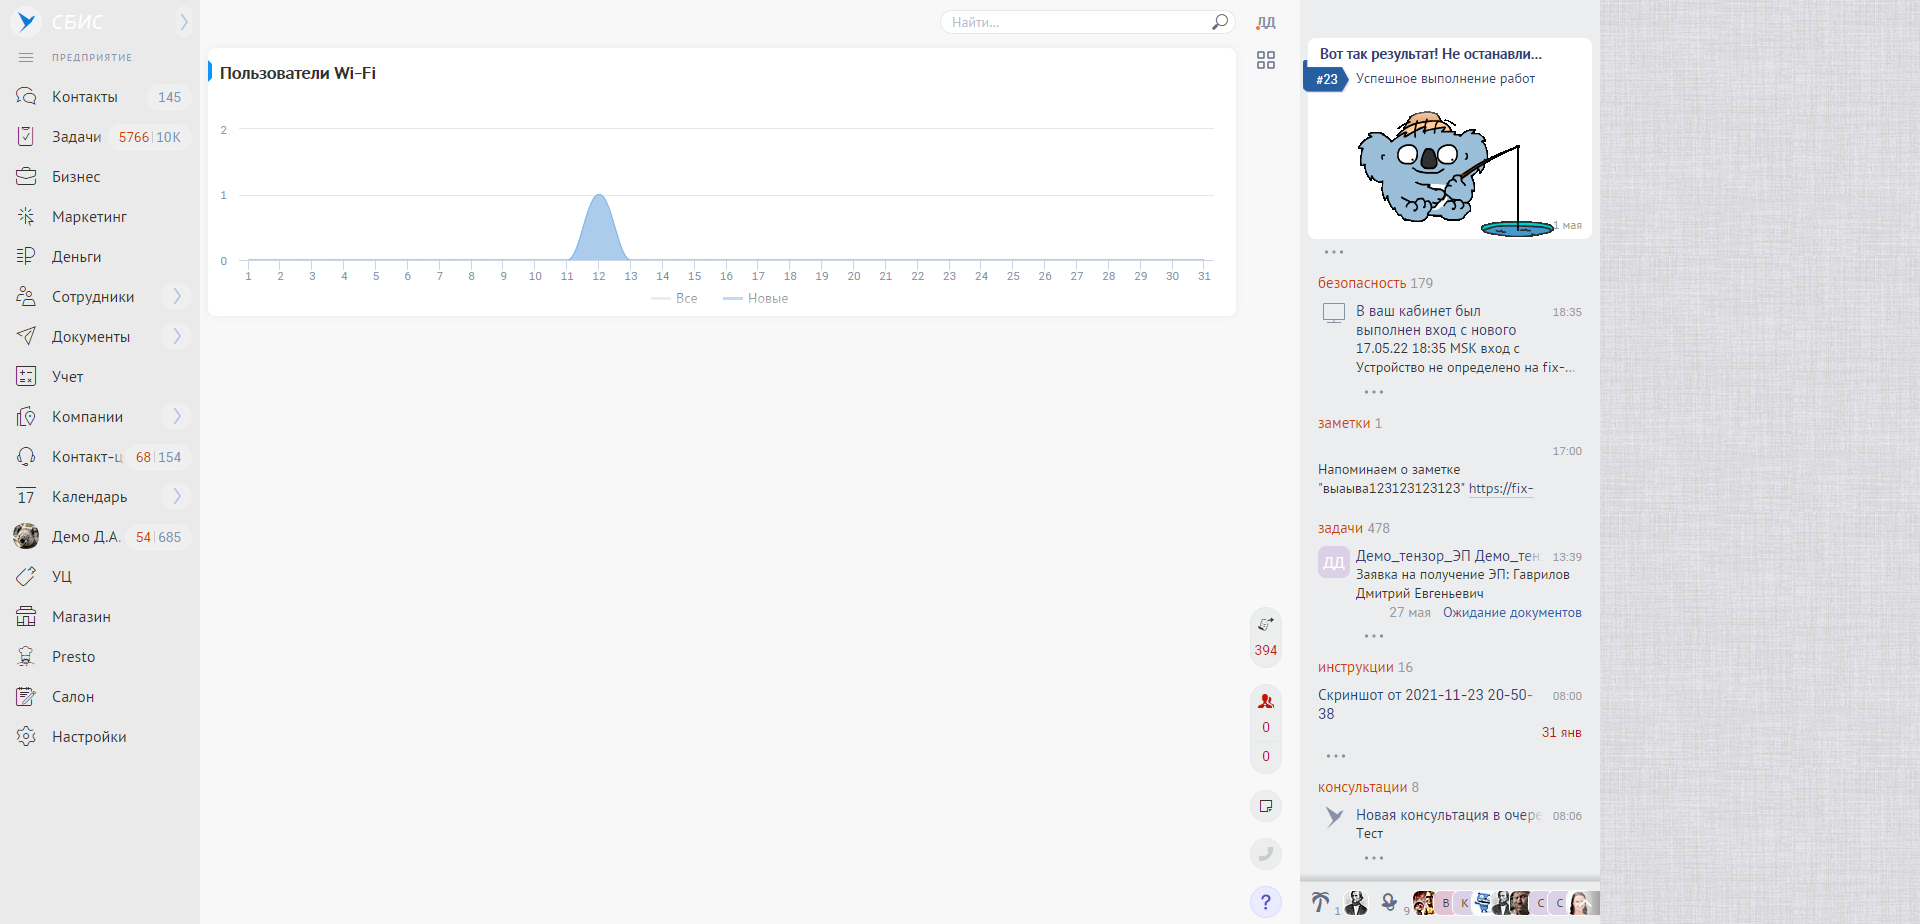 СБИС
ПРЕДПРИЯТИЕ
Контакты 145
Задачи 5766 10K
Бизнес
Маркетинг
Деньги
Сотрудники
Документы
Учет
Компании
Контакт-ц 68 154
17 Календарь
Демо Д.А. 54 685
УЦ
Магазин
Presto
Салон
Настройки
Найти...
ДД
Пользователи Wi-Fi
2
1
0
1 2 3 4 5 6 7 8 9 10 11 12 13 14 15 16 17 18 19 20 21 22 23 24 25 26 27 28 29 30 31
Все Новые
394
0
0
?
Вот так результат! Не останавли...
#23 Успешное выполнение работ
1 мая
безопасность 179
В ваш кабинет был 18:35
выполнен вход с нового
17.05.22 18:35 MSK вход с
Устройство не определено на fix-...
заметки 1
17:00
Напоминаем о заметке
"выаыва123123123123" https://fix-
задачи 478
ДД Демо_тензор_ЭП Демо_тен 13:39
Заявка на получение ЭП: Гаврилов
Дмитрий Евгеньевич
27 мая Ожидание документов
инструкции 16
Скриншот от 2021-11-23 20-50- 08:00
38
31 янв
консультации 8
Новая консультация в очере 08:06
Тест
1 9 В К С С